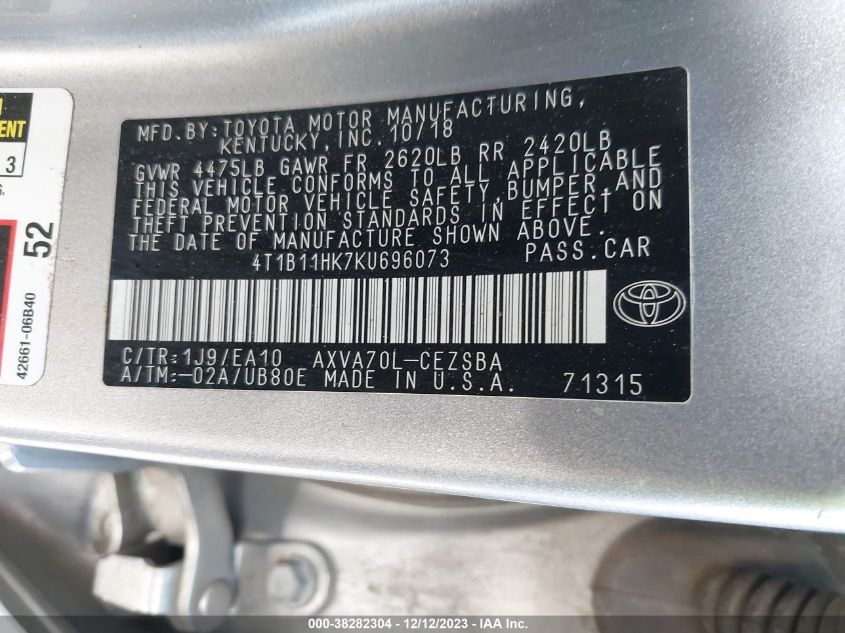 MFD.BY:TOYOTA MOTOR MANUFACTURING,
KENTUCKY,INC. 10/18
GVWR 4475LB GAWR FR 2620LB RR 2420LB
THIS VEHICLE CONFORMS TO ALL APPLICABLE
FEDERAL MOTOR VEHICLE SAFETY,BUMPER,AND
THEFT PREVENTION STANDARDS IN EFFECT ON
THE DATE OF MANUFACTURE SHOWN ABOVE.
4T1B11HK7KU696073 PASS.CAR
C/TR:1J9/EA10 AXVA70L-CEZSBA
A/TM:-02A/UB80E MADE IN U.S.A. 71315
3
52
42661-06B40
000-38282304 - 12/12/2023 - IAA Inc.